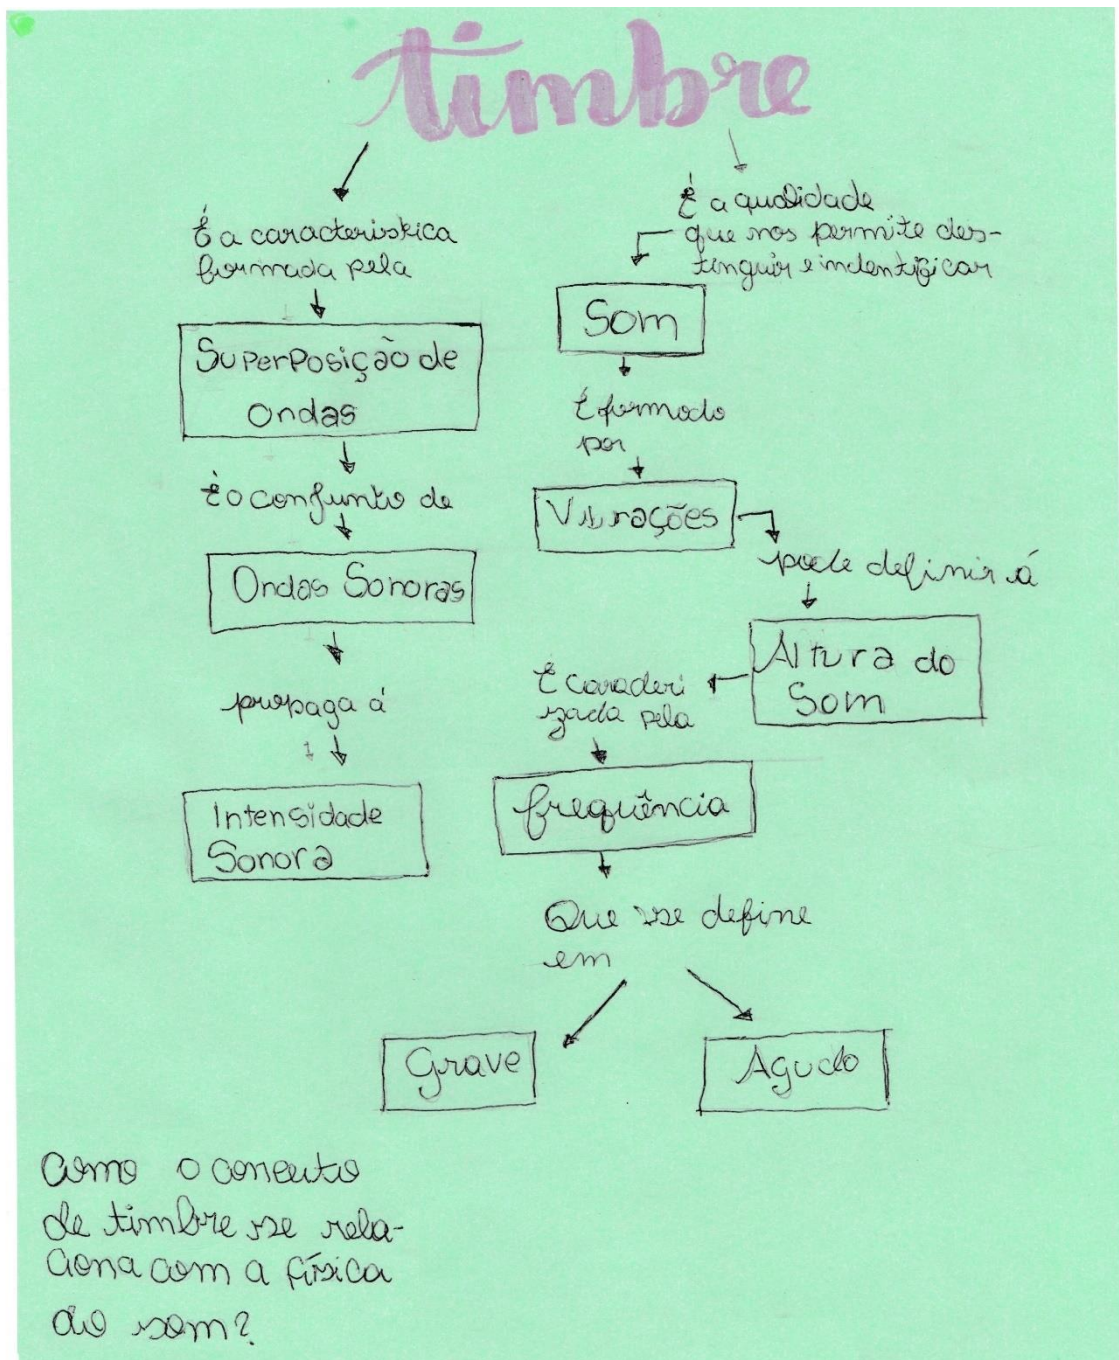 timbre
É a caracteristica
formada pela
Superposição de
ondas
É o conjunto de
Ondas Sonoras
propaga á
Intensidade
Sonora
É a qualidade
que nos permite des-
tinguir e indentificar
Som
É formado
por
Vibrações
pode definir á
Altura do
Som
É caracteri
zada pela
frequência
Que se define
em
Grave
Agudo
Como o conceito
de timbre se rela-
ciona com a física
do som?